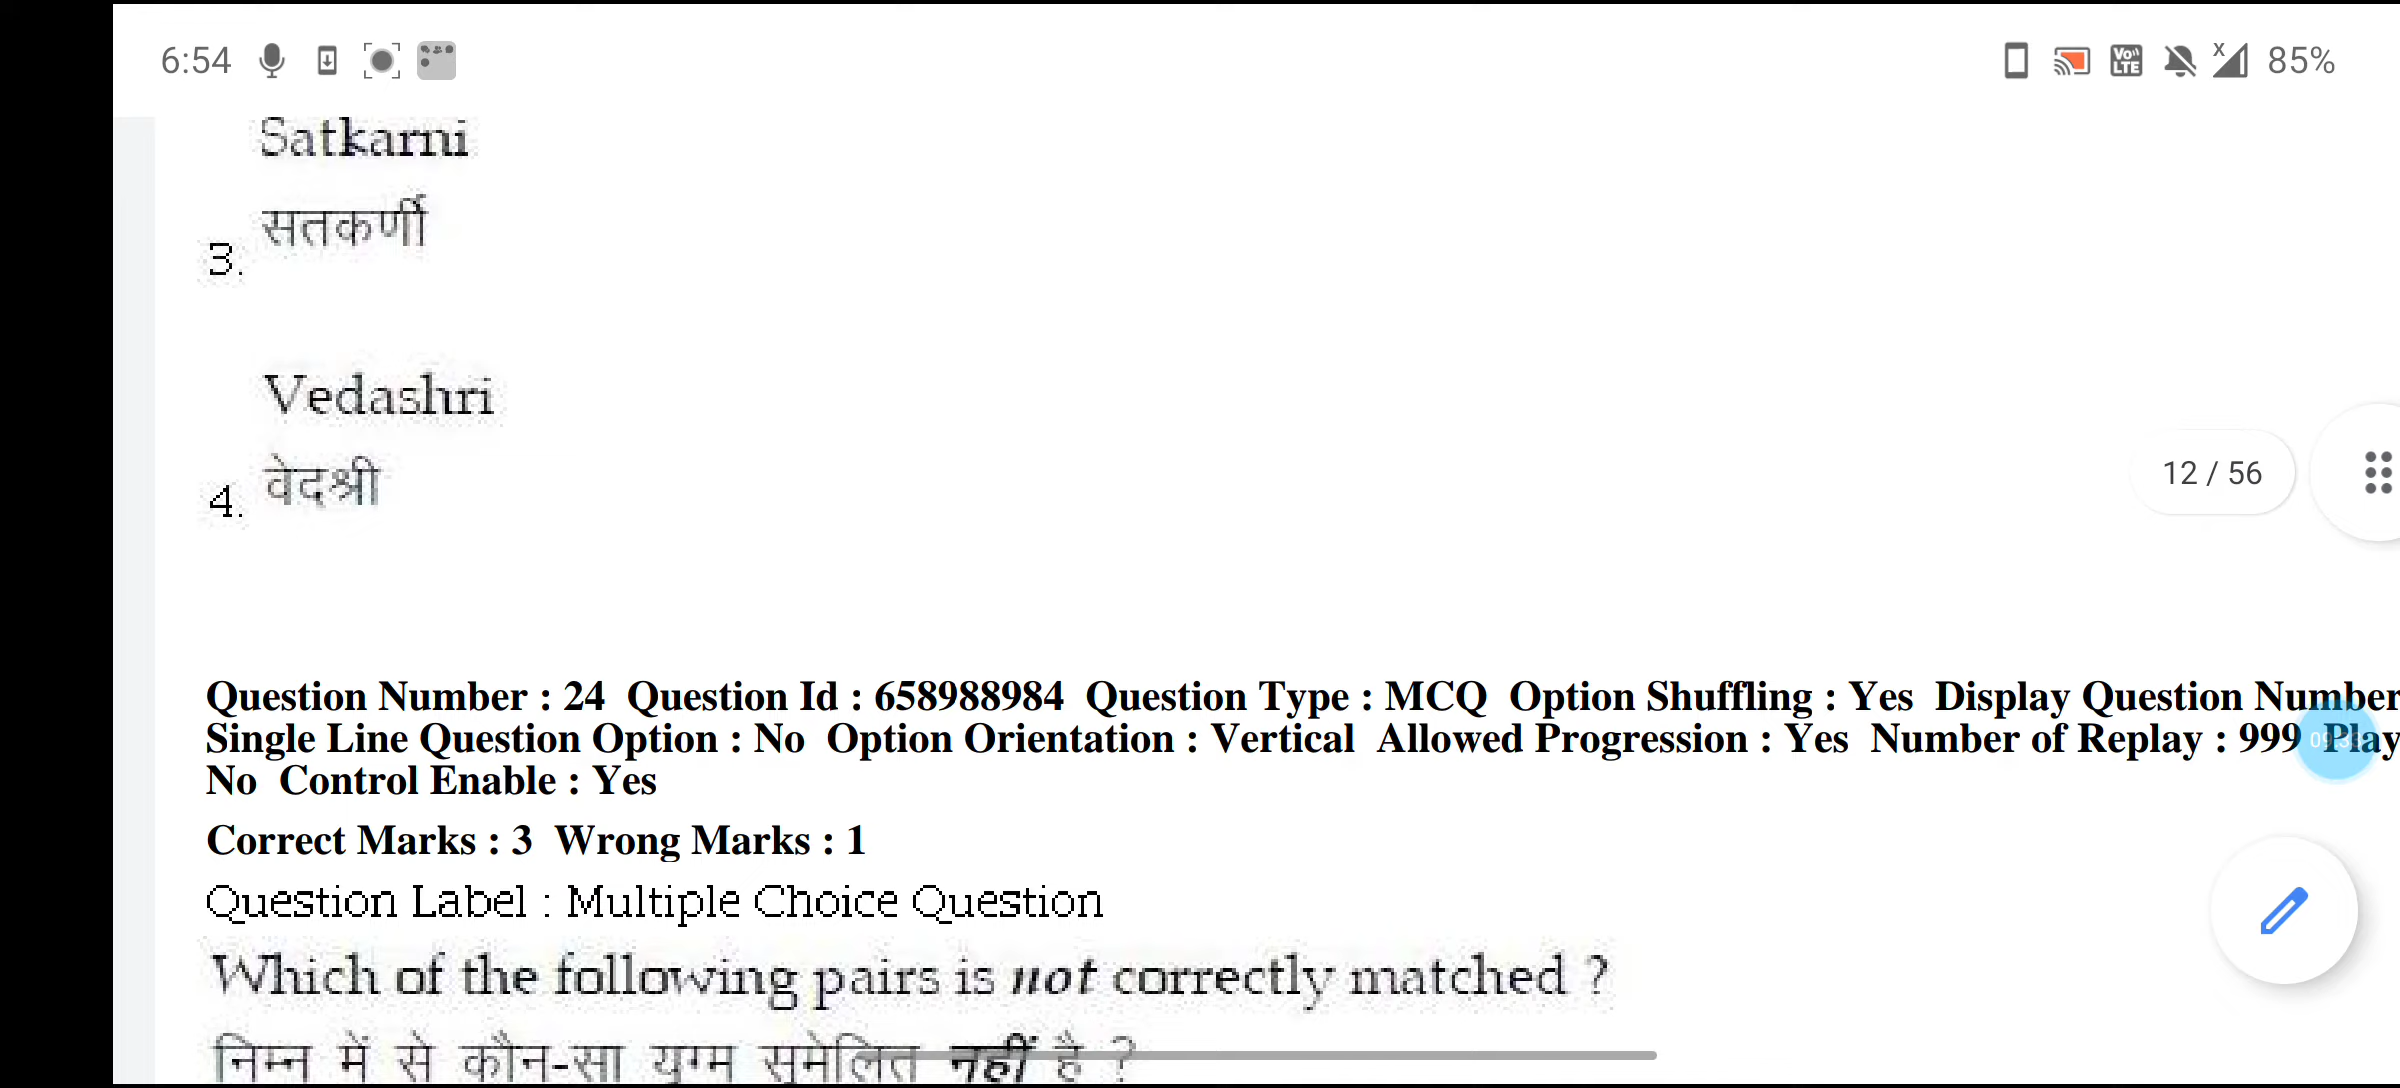 6:54 85%
Satkarni
सतकर्णी
3.
Vedashri
वेदश्री
4.
12 / 56
Question Number : 24 Question Id : 658988984 Question Type : MCQ Option Shuffling : Yes Display Question Number
Single Line Question Option : No Option Orientation : Vertical Allowed Progression : Yes Number of Replay : 999 Play
No Control Enable : Yes
Correct Marks : 3 Wrong Marks : 1
Question Label : Multiple Choice Question
Which of the following pairs is not correctly matched ?
निम्न में से कौन-सा युग्म सुमेलित नहीं है ?